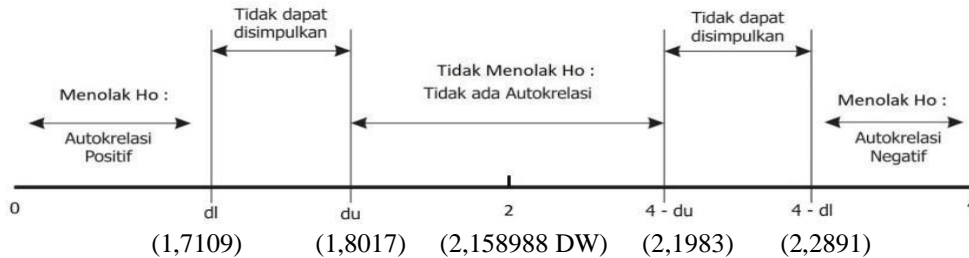 Tidak dapat
disimpulkan
Tidak dapat
disimpulkan
Menolak Ho :
Autokrelasi
Positif
Tidak Menolak Ho :
Tidak ada Autokrelasi
Menolak Ho :
Autokrelasi
Negatif
0 dl du 2 4 - du 4 - dl
(1,7109) (1,8017) (2,158988 DW) (2,1983) (2,2891)